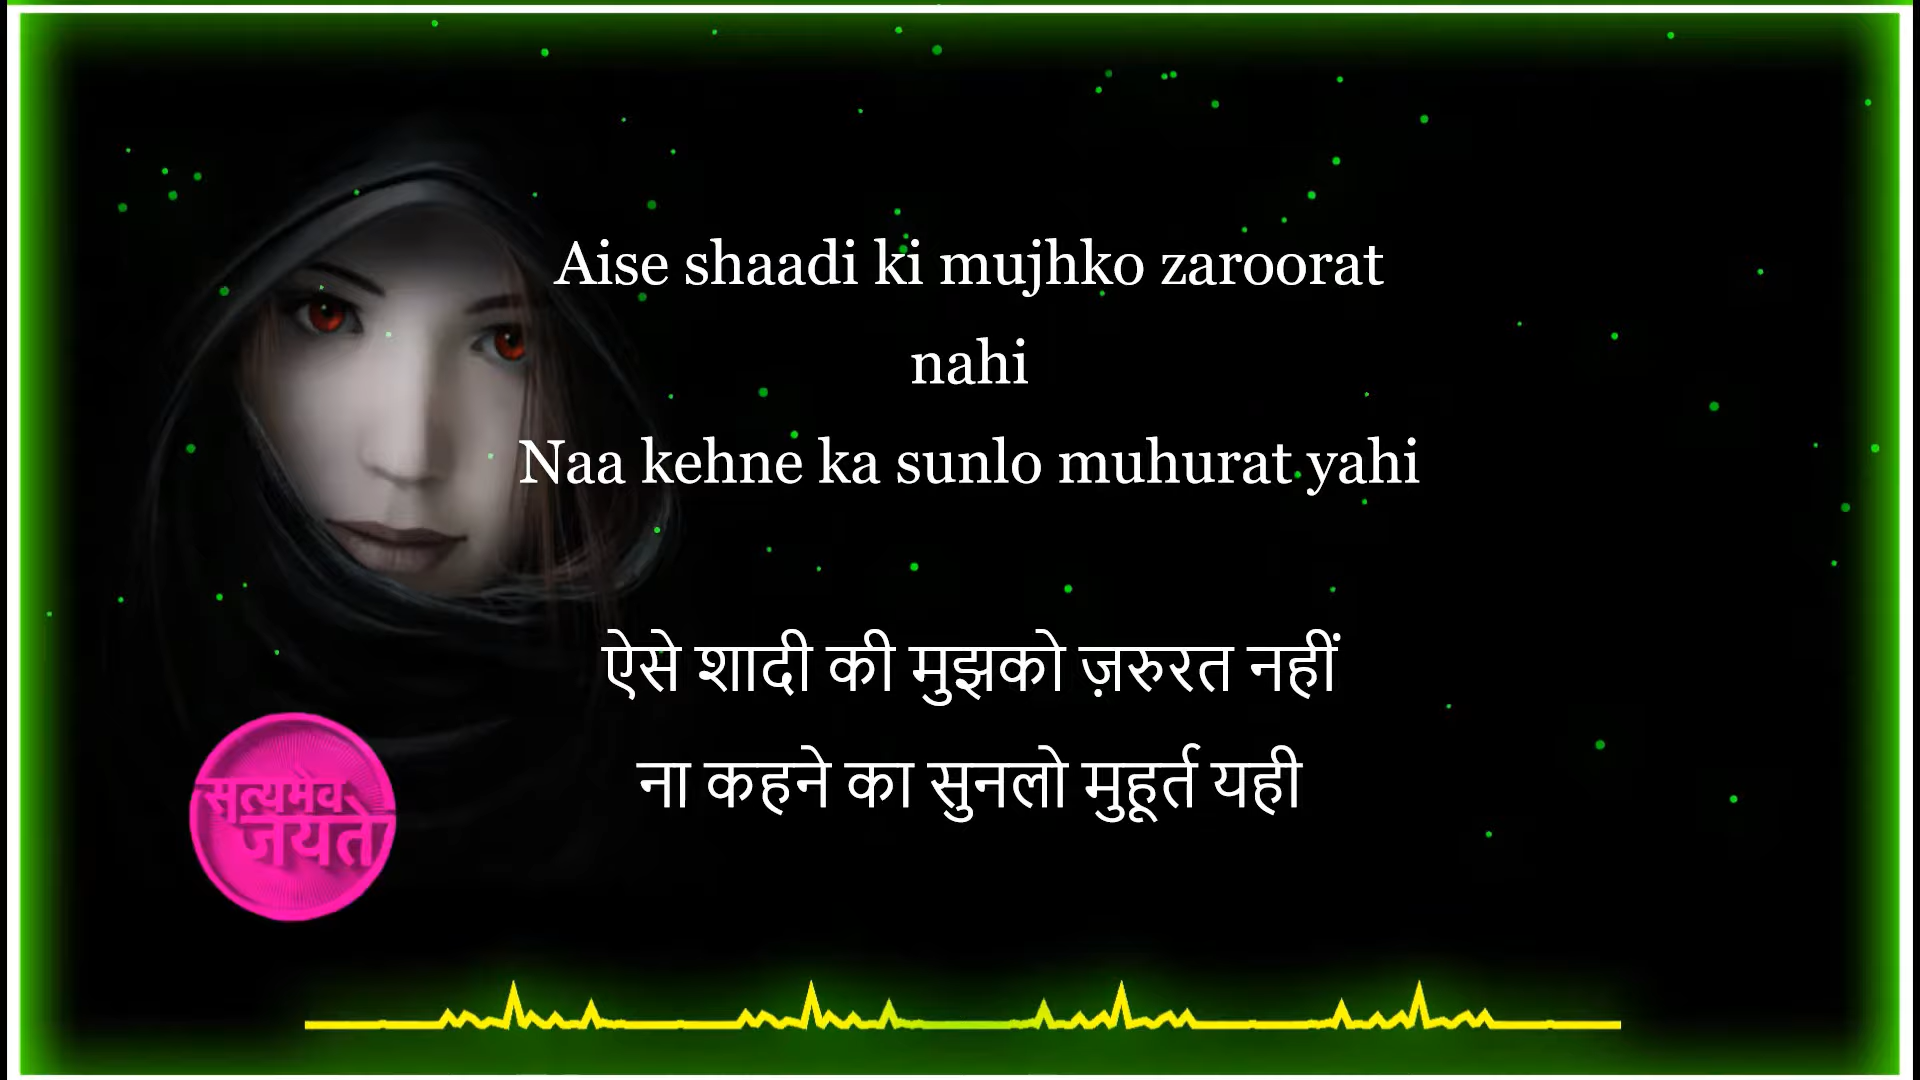 Aise shaadi ki mujhko zaroorat
nahi
Naa kehne ka sunlo muhurat yahi
ऐसे शादी की मुझको ज़रुरत नहीं
ना कहने का सुनलो मुहूर्त यही
सत्यमेव
जयते